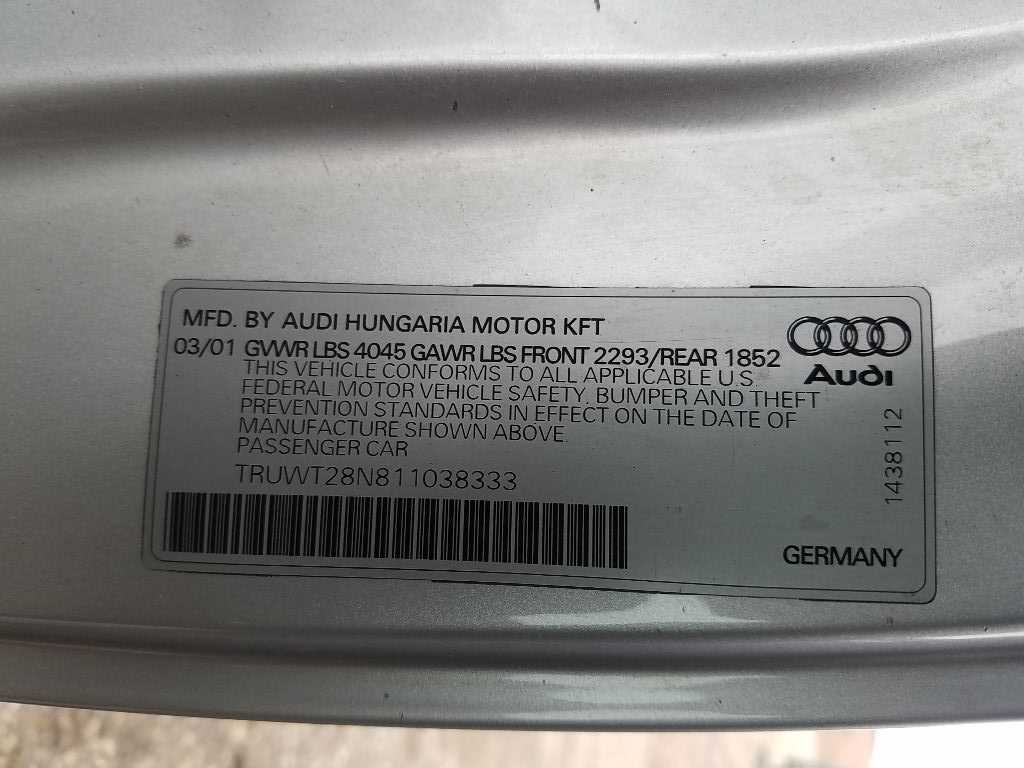 MFD. BY AUDI HUNGARIA MOTOR KFT
03/01 GVWR LBS 4045 GAWR LBS FRONT 2293/REAR 1852
THIS VEHICLE CONFORMS TO ALL APPLICABLE U.S.
FEDERAL MOTOR VEHICLE SAFETY, BUMPER AND THEFT
PREVENTION STANDARDS IN EFFECT ON THE DATE OF
MANUFACTURE SHOWN ABOVE.
PASSENGER CAR
TRUWT28N811038333
Audi
1438112
GERMANY